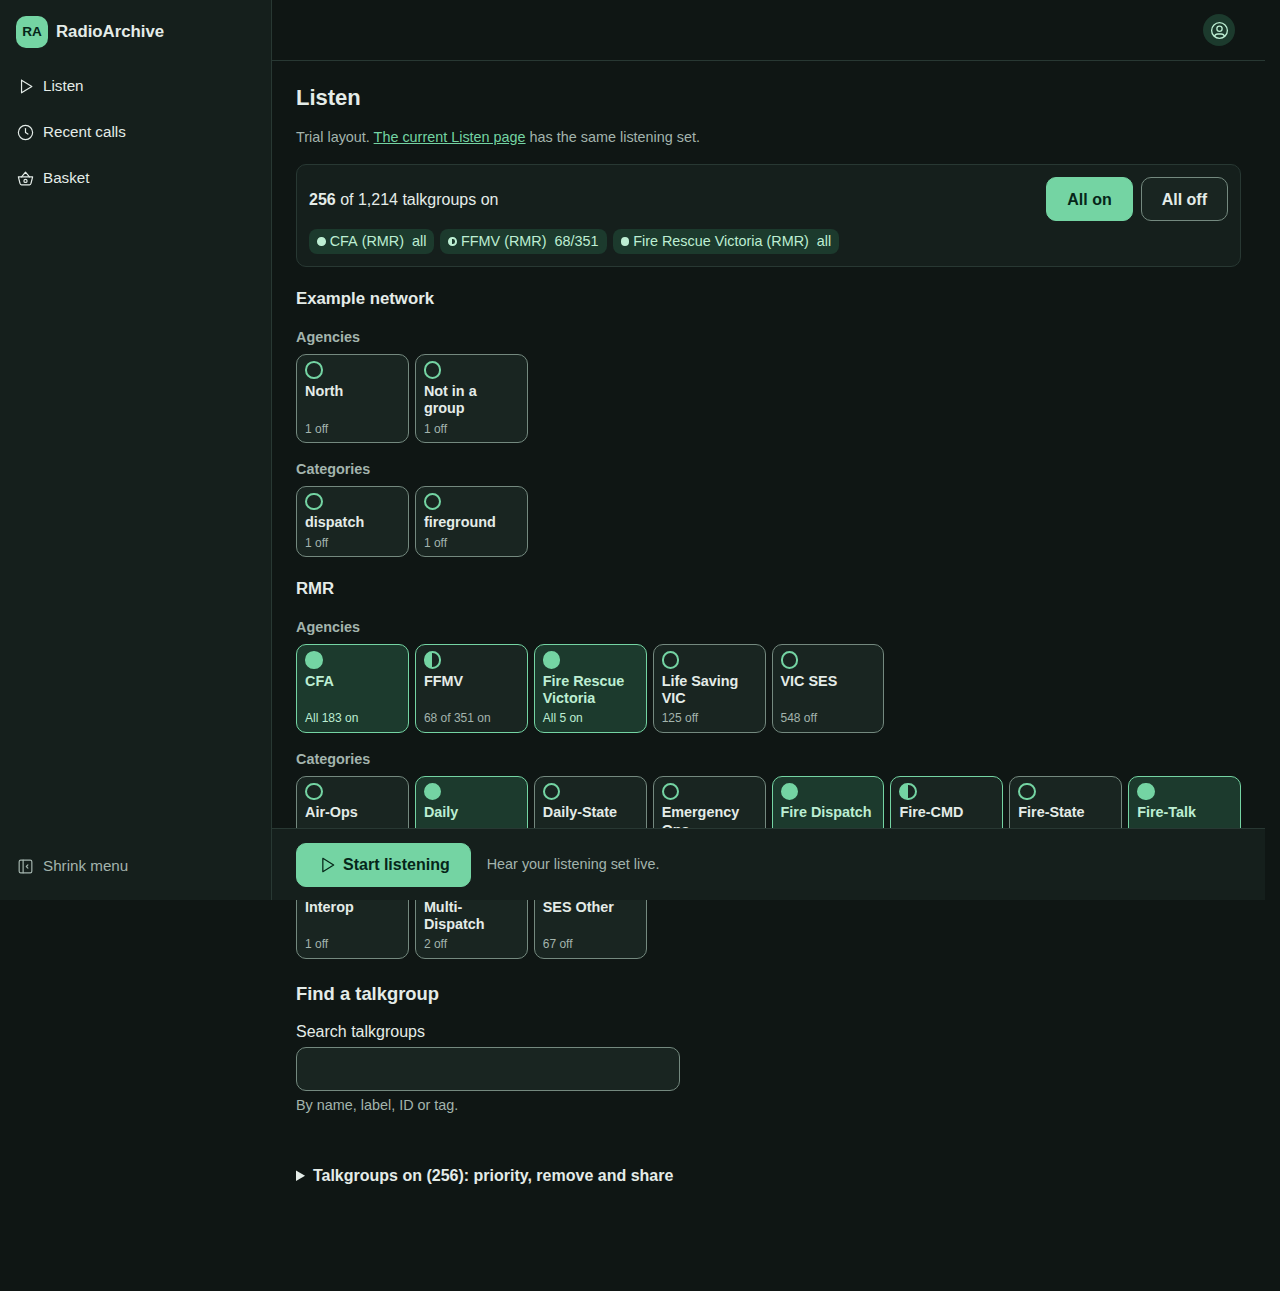 RA RadioArchive
Listen
Recent calls
Basket
Shrink menu
Listen
Trial layout. The current Listen page has the same listening set.
256 of 1,214 talkgroups on
All on
All off
CFA (RMR) all
FFMV (RMR) 68/351
Fire Rescue Victoria (RMR) all
Example network
Agencies
North
1 off
Not in a
group
1 off
Categories
dispatch
1 off
fireground
1 off
RMR
Agencies
CFA
All 183 on
FFMV
68 of 351 on
Fire Rescue
Victoria
All 5 on
Life Saving
VIC
125 off
VIC SES
548 off
Categories
Air-Ops
Daily
Daily-State
Emergency
Fire Dispatch
Fire-CMD
Fire-State
Fire-Talk
Start listening
Hear your listening set live.
Interop
1 off
Multi-
Dispatch
2 off
SES Other
67 off
Find a talkgroup
Search talkgroups
By name, label, ID or tag.
Talkgroups on (256): priority, remove and share